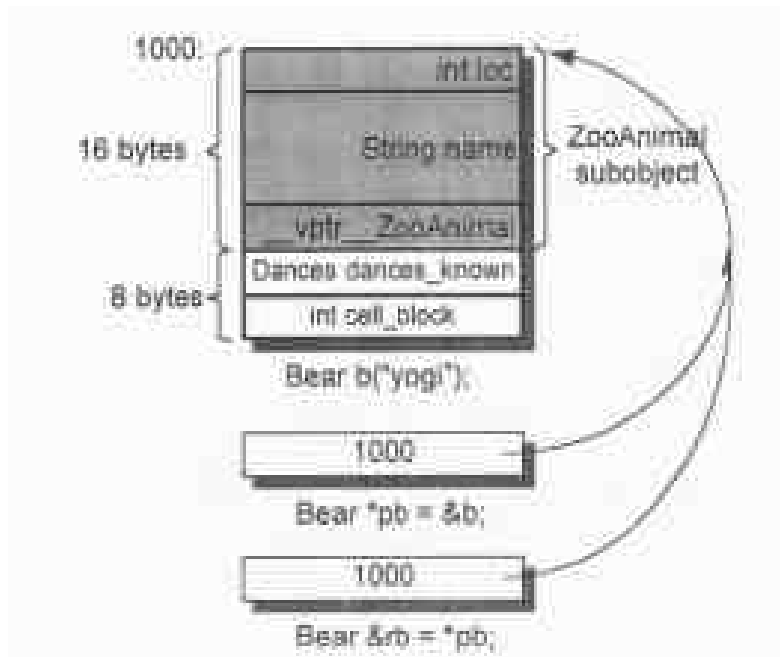 1000:
int loc
16 bytes
String name
ZooAnimal
subobject
__vptr__ZooAnimal
Dances dances_known
8 bytes
int cell_block
Bear b("yogi");
1000
Bear *pb = &b;
1000
Bear &rb = *pb;